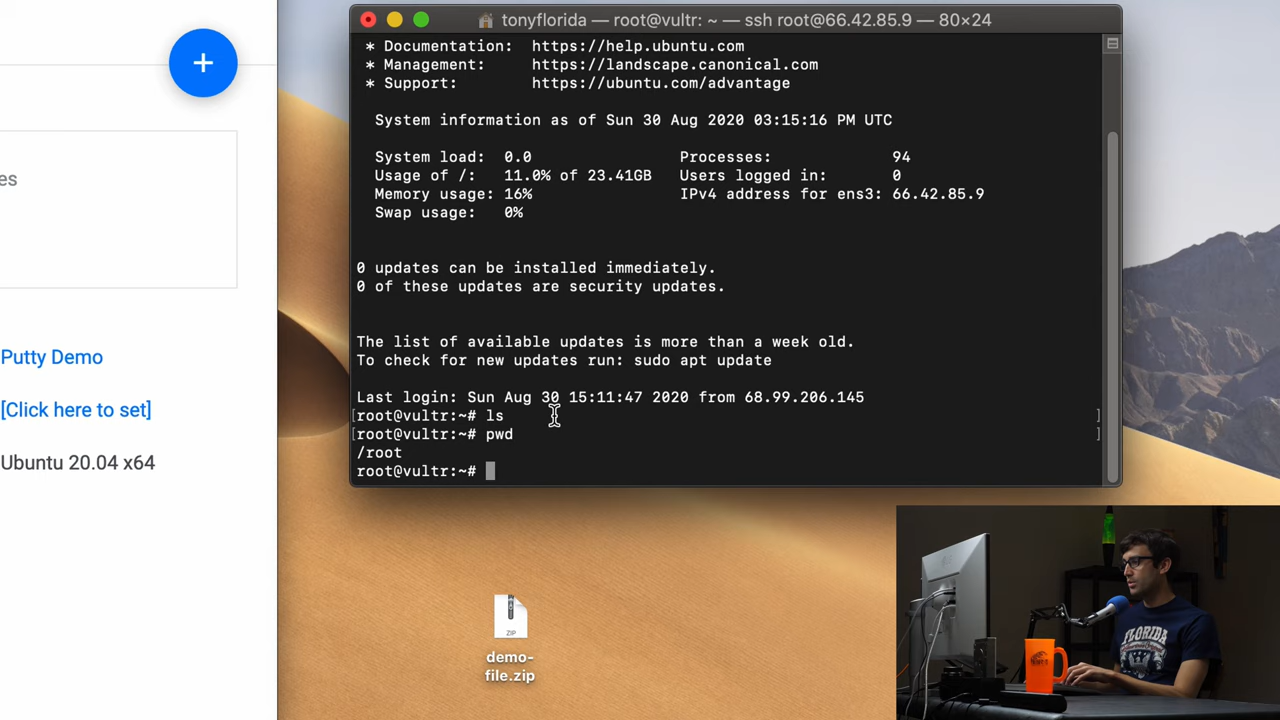 tonyflorida — root@vultr: ~ — ssh root@66.42.85.9 — 80×24
* Documentation: https://help.ubuntu.com
* Management: https://landscape.canonical.com
* Support: https://ubuntu.com/advantage
System information as of Sun 30 Aug 2020 03:15:16 PM UTC
System load: 0.0 Processes: 94
Usage of /: 11.0% of 23.41GB Users logged in: 0
Memory usage: 16% IPv4 address for ens3: 66.42.85.9
Swap usage: 0%
0 updates can be installed immediately.
0 of these updates are security updates.
The list of available updates is more than a week old.
To check for new updates run: sudo apt update
Last login: Sun Aug 30 15:11:47 2020 from 68.99.206.145
[root@vultr:~# ls ]
[root@vultr:~# pwd ]
/root
root@vultr:~#
es
Putty Demo
[Click here to set]
Ubuntu 20.04 x64
ZIP
demo-
file.zip
FLORIDA